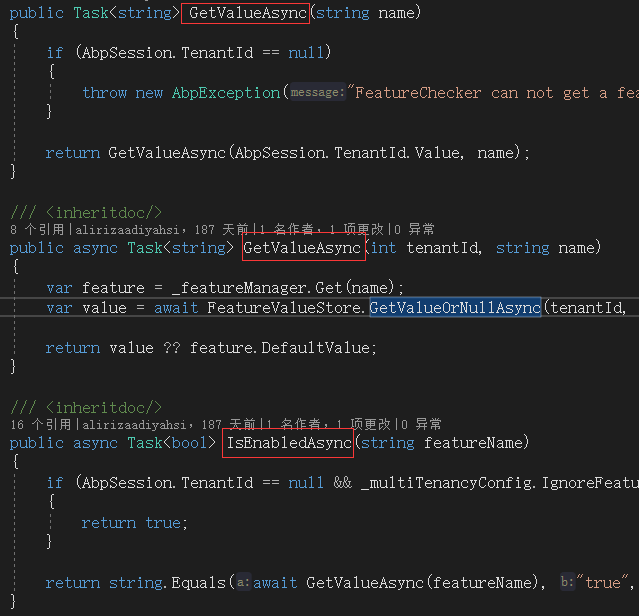 public Task<string> GetValueAsync(string name)
{
if (AbpSession.TenantId == null)
{
throw new AbpException(message:"FeatureChecker can not get a fea
}
return GetValueAsync(AbpSession.TenantId.Value, name);
}
/// <inheritdoc/>
8 个引用|alirizaadiyahsi，187 天前|1 名作者，1 项更改|0 异常
public async Task<string> GetValueAsync(int tenantId, string name)
{
var feature = _featureManager.Get(name);
var value = await FeatureValueStore.GetValueOrNullAsync(tenantId,
return value ?? feature.DefaultValue;
}
/// <inheritdoc/>
16 个引用|alirizaadiyahsi，187 天前|1 名作者，1 项更改|0 异常
public async Task<bool> IsEnabledAsync(string featureName)
{
if (AbpSession.TenantId == null && _multiTenancyConfig.IgnoreFeatu
{
return true;
}
return string.Equals(a:await GetValueAsync(featureName), b:"true",
}